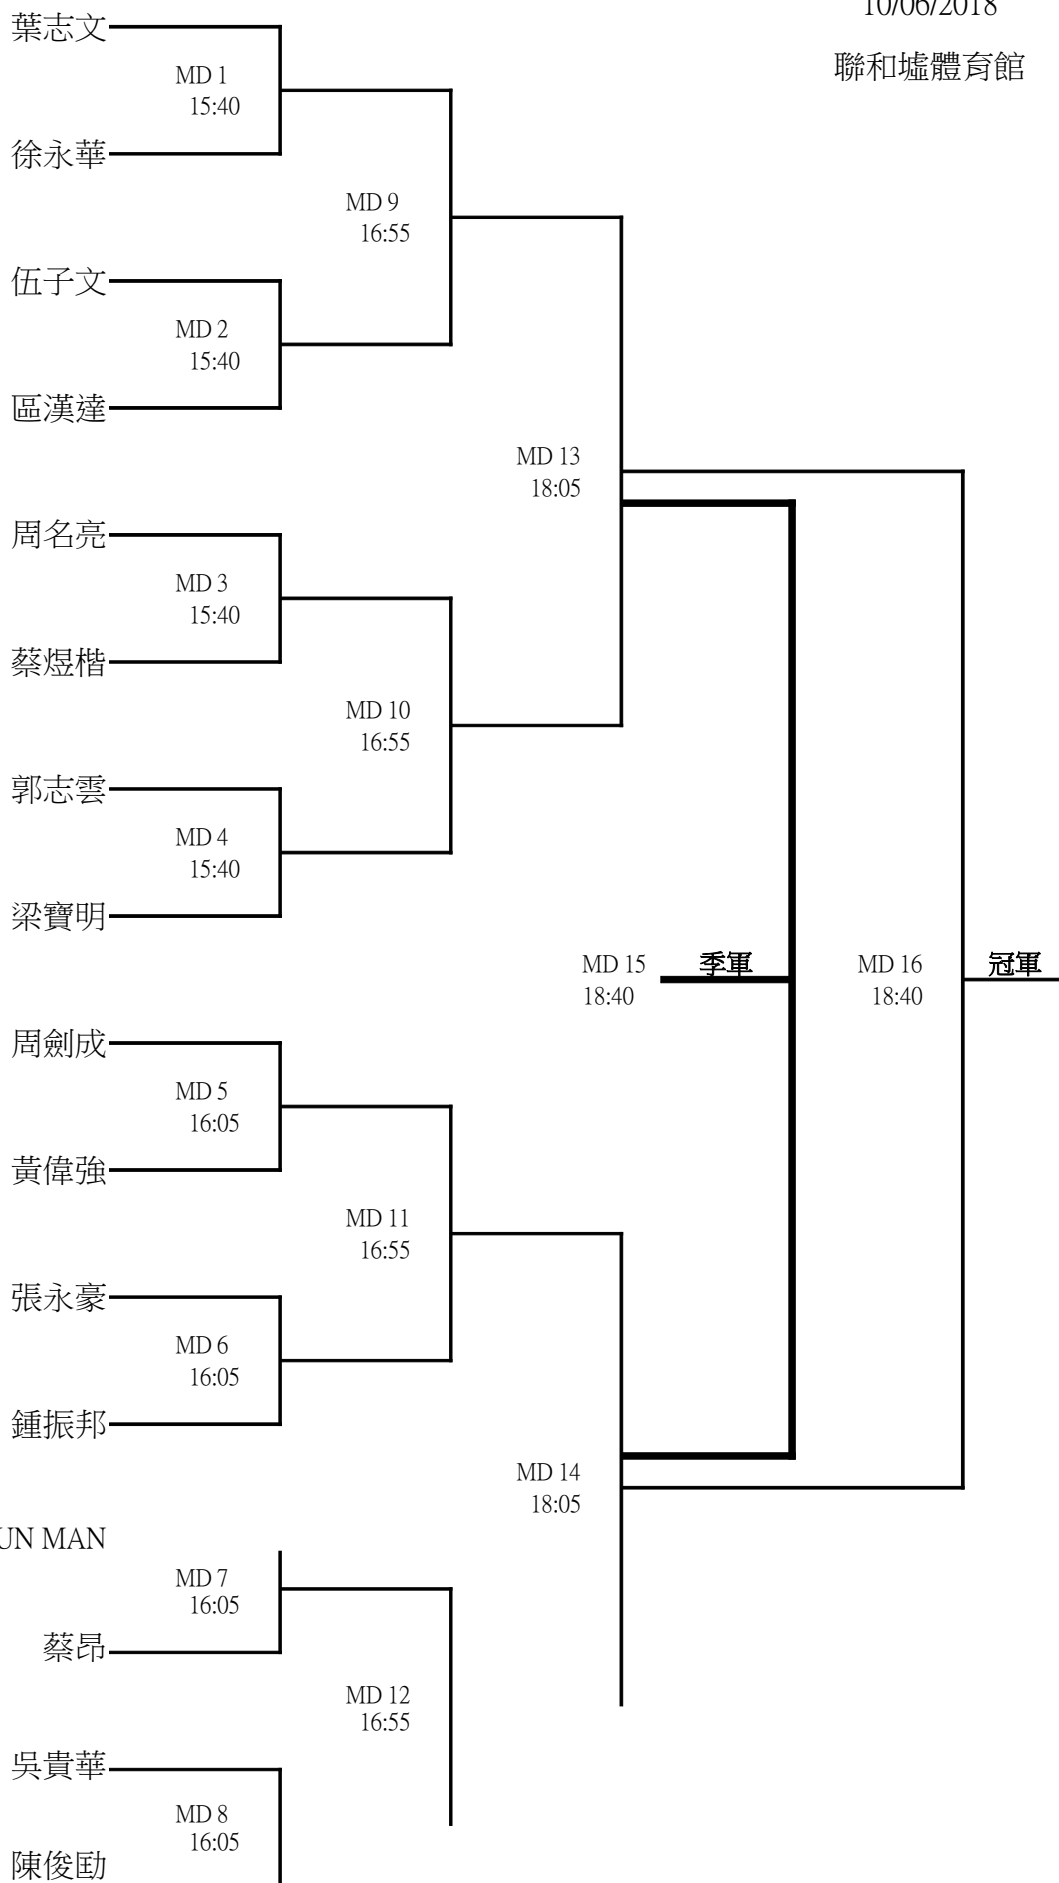 10/06/2018
聯和墟體育館
葉志文
MD 1
15:40
徐永華
MD 9
16:55
伍子文
MD 2
15:40
區漢達
MD 13
18:05
周名亮
MD 3
15:40
蔡煜楷
MD 10
16:55
郭志雲
MD 4
15:40
梁寶明
MD 15
季軍
18:40
MD 16
冠軍
18:40
周劍成
MD 5
16:05
黃偉強
MD 11
16:55
張永豪
MD 6
16:05
鍾振邦
MD 14
18:05
UN MAN
MD 7
16:05
蔡昂
MD 12
16:55
吳貴華
MD 8
16:05
陳俊劻